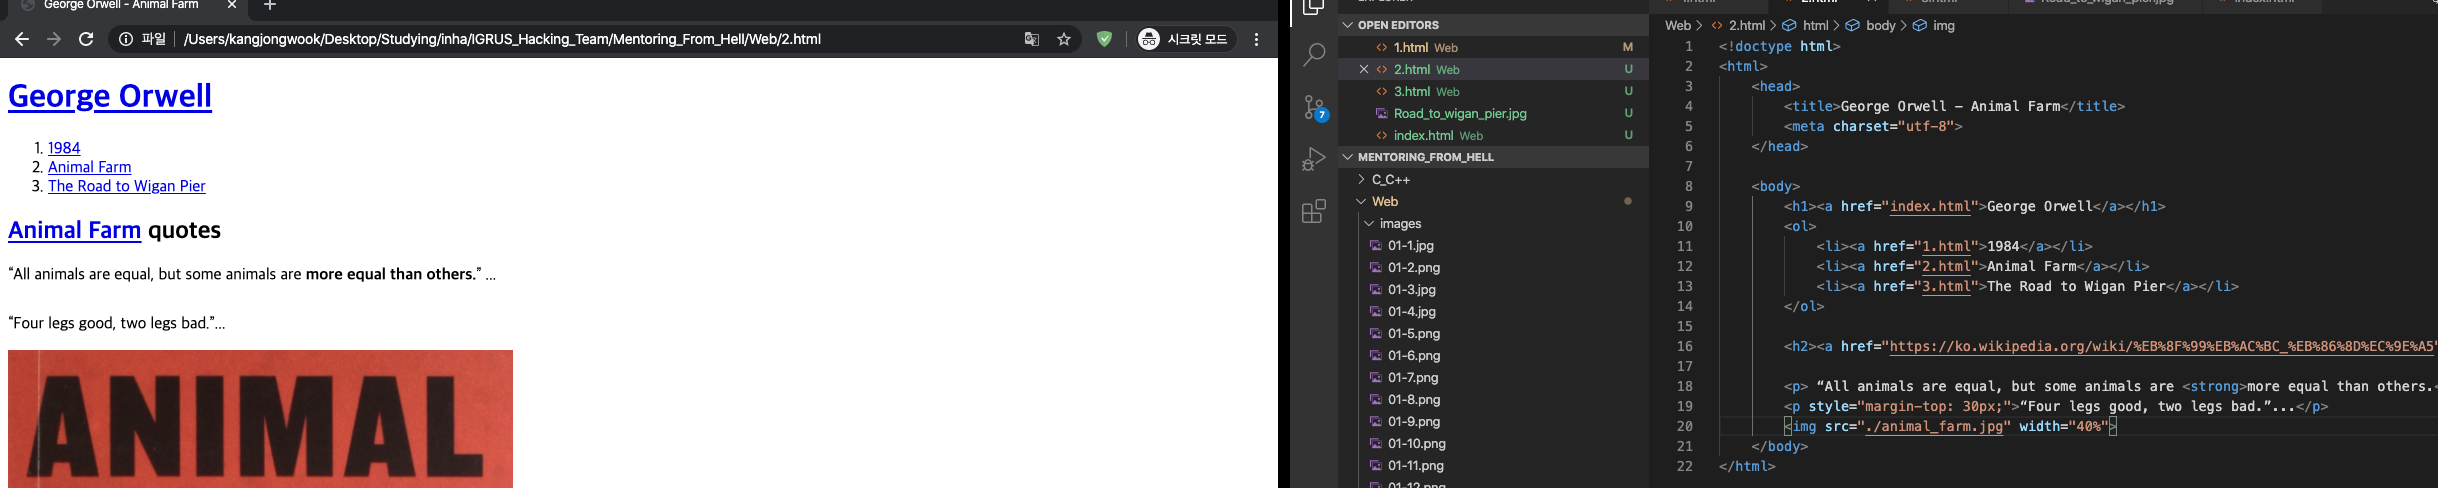 George Orwell - Animal Farm
파일 /Users/kangjongwook/Desktop/Studying/inha/IGRUS_Hacking_Team/Mentoring_From_Hell/Web/2.html 시크릿 모드
George Orwell
1. 1984
2. Animal Farm
3. The Road to Wigan Pier
Animal Farm quotes
“All animals are equal, but some animals are more equal than others.” ...
“Four legs good, two legs bad.”...
ANIMAL
OPEN EDITORS
1.html Web M
2.html Web U
3.html Web U
Road_to_wigan_pier.jpg U
index.html Web U
7
MENTORING_FROM_HELL
C_C++
Web
images
01-1.jpg
01-2.png
01-3.jpg
01-4.jpg
01-5.png
01-6.png
01-7.png
01-8.png
01-9.png
01-10.png
01-11.png
01-12.png
Web > 2.html > html > body > img
1 <!doctype html>
2 <html>
3 <head>
4 <title>George Orwell - Animal Farm</title>
5 <meta charset="utf-8">
6 </head>
7
8 <body>
9 <h1><a href="index.html">George Orwell</a></h1>
10 <ol>
11 <li><a href="1.html">1984</a></li>
12 <li><a href="2.html">Animal Farm</a></li>
13 <li><a href="3.html">The Road to Wigan Pier</a></li>
14 </ol>
15
16 <h2><a href="https://ko.wikipedia.org/wiki/%EB%8F%99%EB%AC%BC_%EB%86%8D%EC%9E%A5"
17
18 <p> “All animals are equal, but some animals are <strong>more equal than others.<
19 <p style="margin-top: 30px;">“Four legs good, two legs bad.”...</p>
20 <img src="./animal_farm.jpg" width="40%">
21 </body>
22 </html>